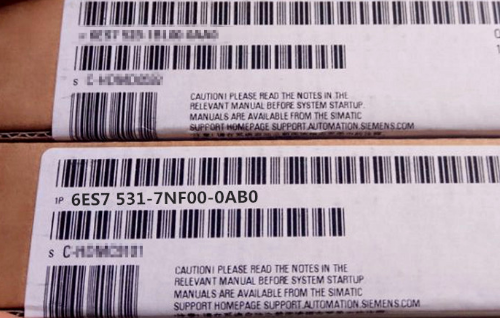 6ES7
S C-
CAUTION! PLEASE READ THE NOTES IN THE
RELEVANT MANUAL BEFORE SYSTEM STARTUP.
MANUALS ARE AVAILABLE FROM THE SIMATIC
SUPPORT HOMEPAGE SUPPORT.AUTOMATION.SIEMENS.COM
1P 6ES7 531-7NF00-0AB0
S C-
CAUTION! PLEASE READ THE NOTES IN THE
RELEVANT MANUAL BEFORE SYSTEM STARTUP.
MANUALS ARE AVAILABLE FROM THE SIMATIC
SUPPORT HOMEPAGE SUPPORT.AUTOMATION.SIEMENS.COM